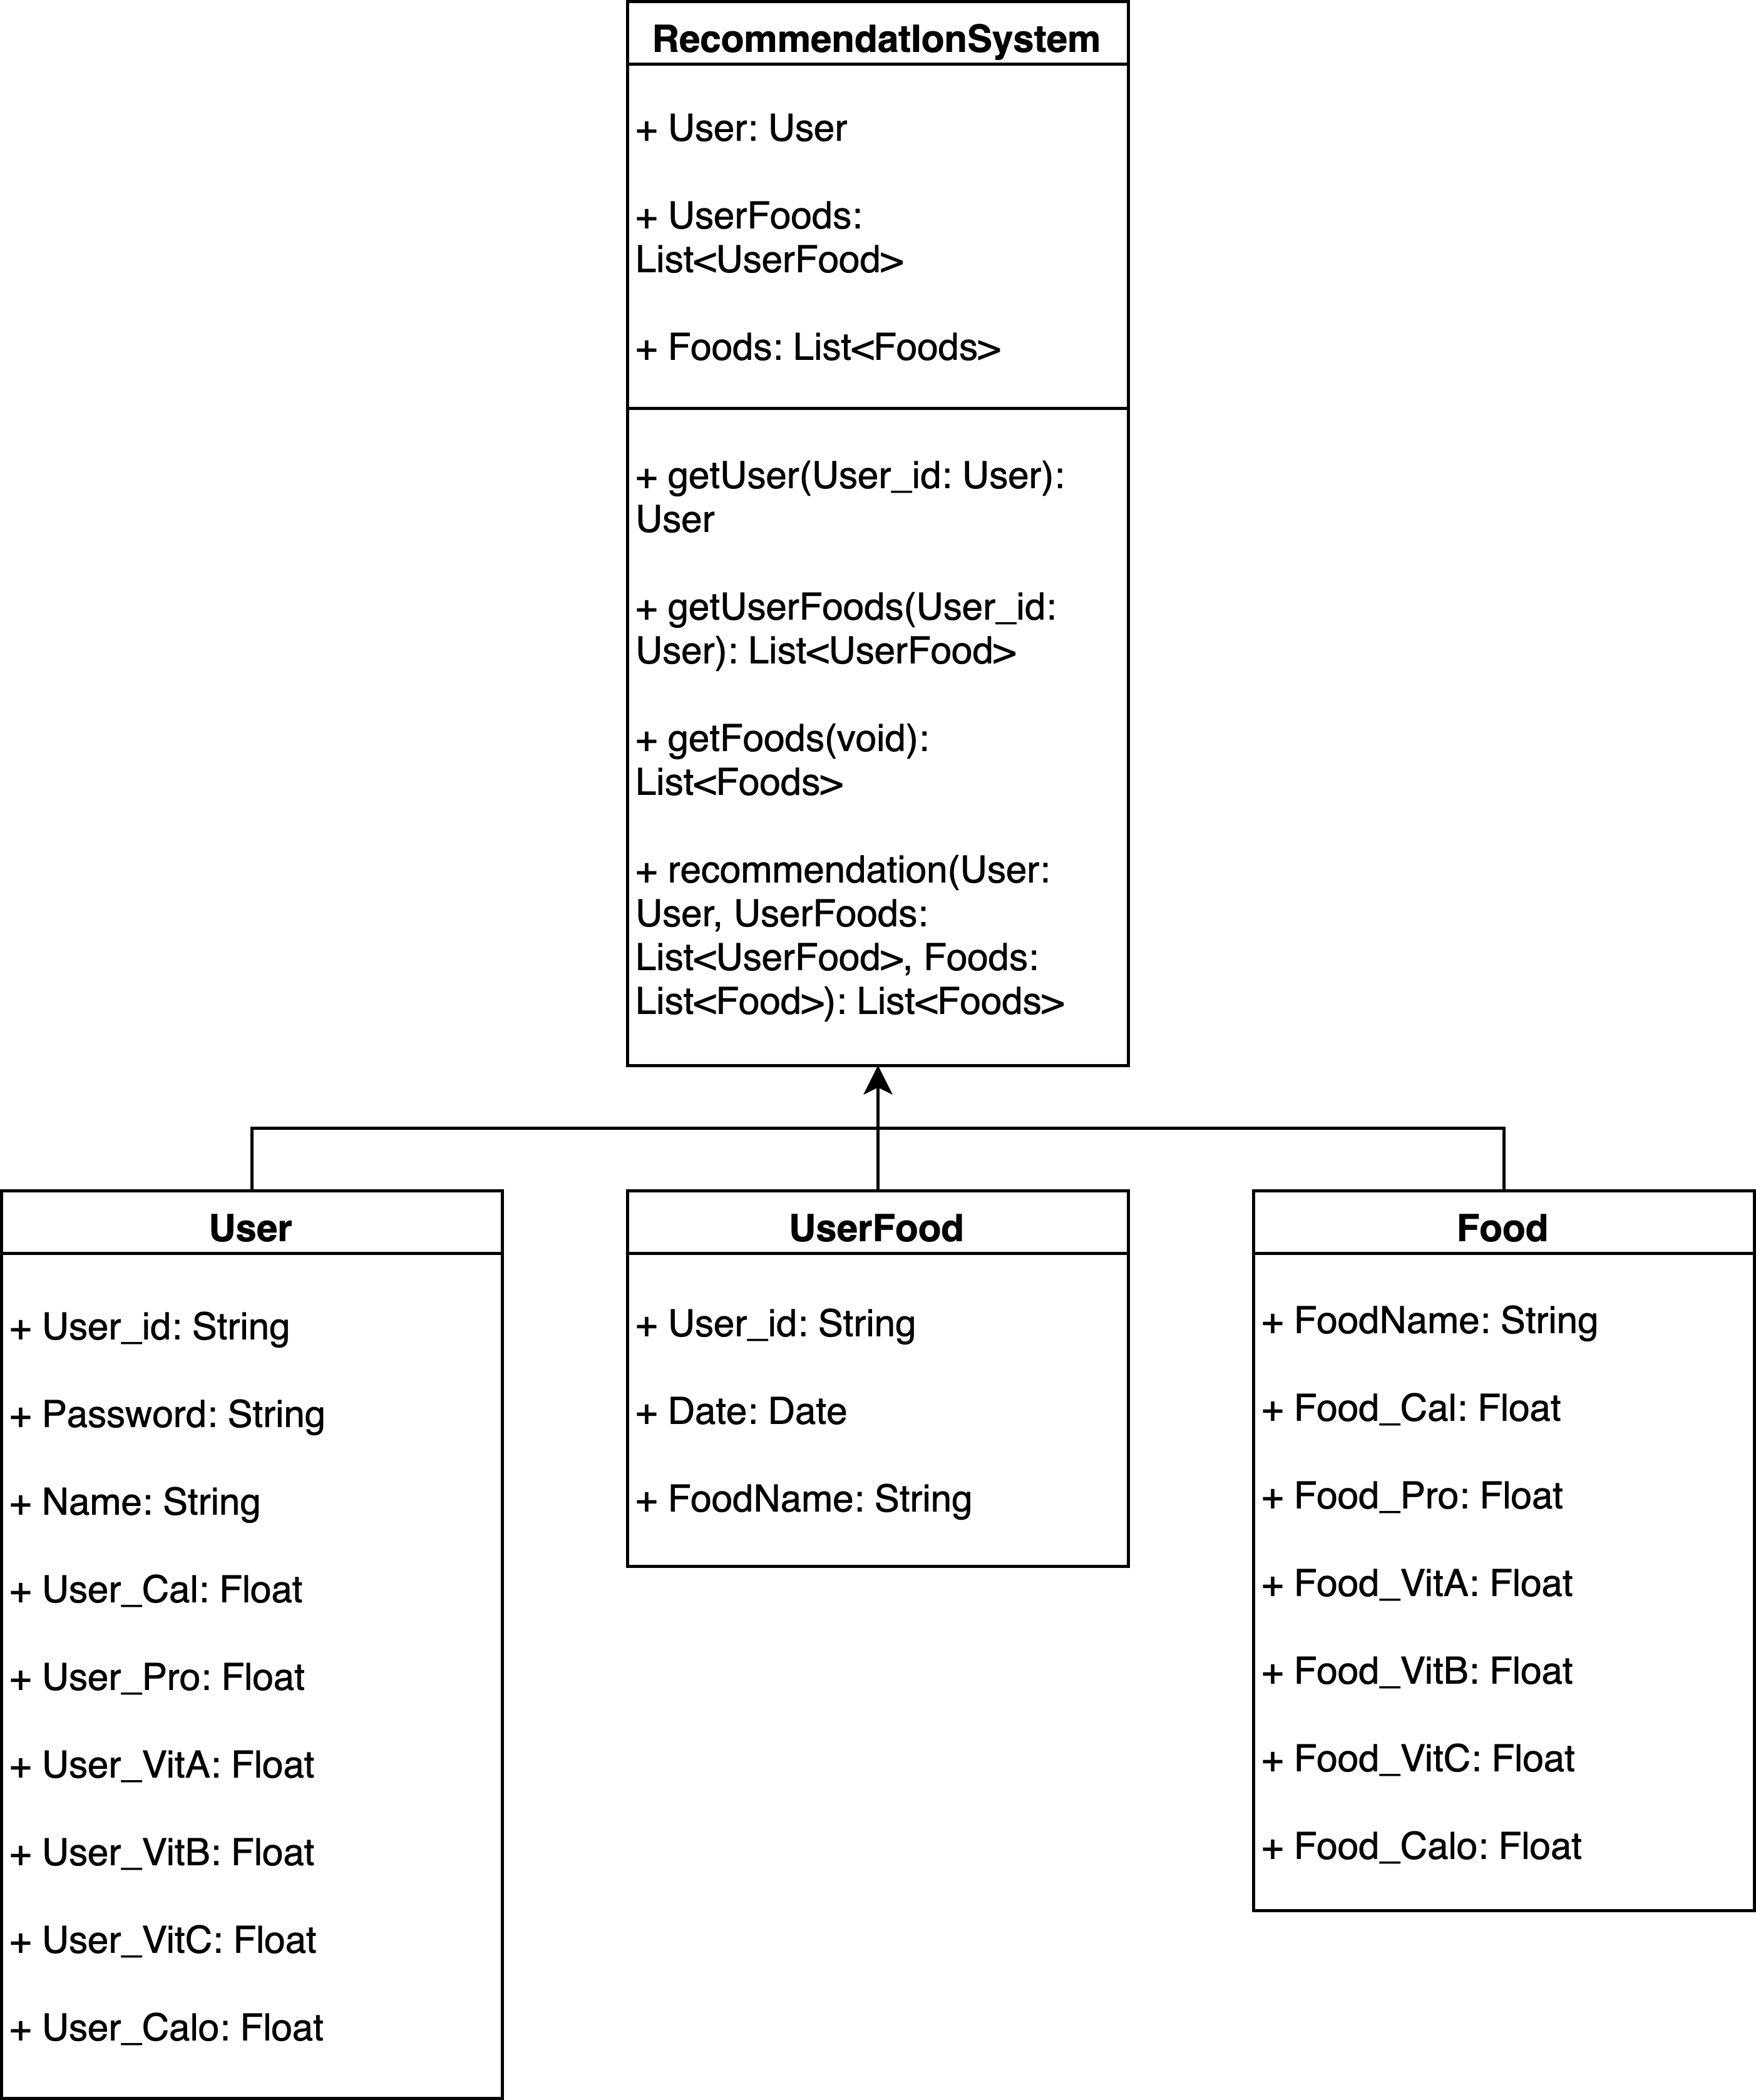 RecommendationSystem
+ User: User
+ UserFoods:
List<UserFood>
+ Foods: List<Foods>
+ getUser(User_id: User):
User
+ getUserFoods(User_id:
User): List<UserFood>
+ getFoods(void):
List<Foods>
+ recommendation(User:
User, UserFoods:
List<UserFood>, Foods:
List<Food>): List<Foods>
User
+ User_id: String
+ Password: String
+ Name: String
+ User_Cal: Float
+ User_Pro: Float
+ User_VitA: Float
+ User_VitB: Float
+ User_VitC: Float
+ User_Calo: Float
UserFood
+ User_id: String
+ Date: Date
+ FoodName: String
Food
+ FoodName: String
+ Food_Cal: Float
+ Food_Pro: Float
+ Food_VitA: Float
+ Food_VitB: Float
+ Food_VitC: Float
+ Food_Calo: Float